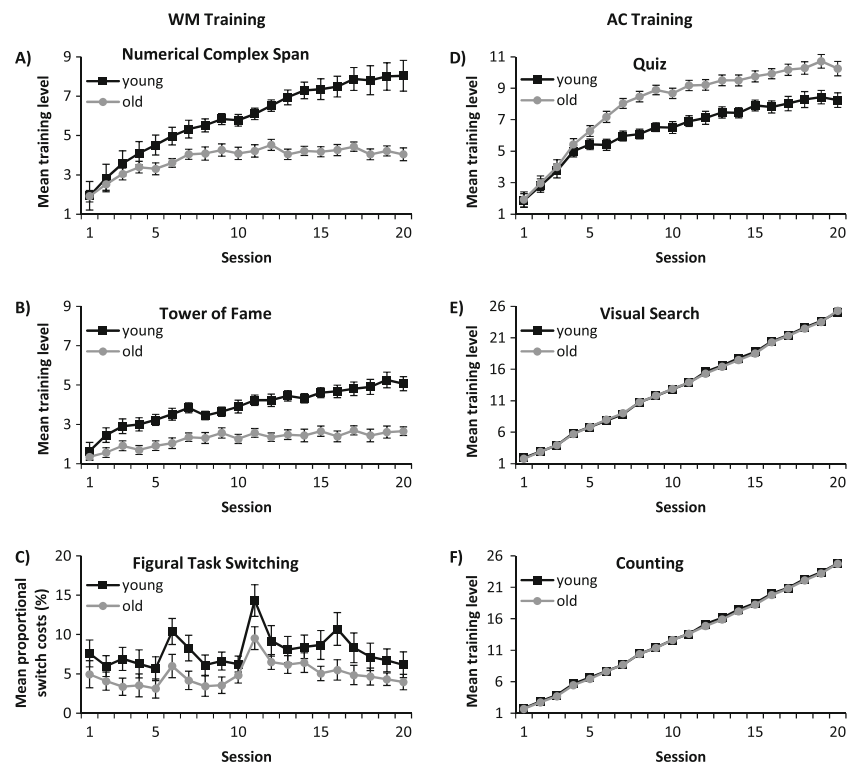 WM Training
AC Training
A)
Numerical Complex Span
young
old
Mean training level
9
7
5
3
1
1 5 10 15 20
Session
D)
Quiz
young
old
Mean training level
11
9
7
5
3
1
1 5 10 15 20
Session
B)
Tower of Fame
young
old
Mean training level
9
7
5
3
1
1 5 10 15 20
Session
E)
Visual Search
young
old
Mean training level
26
21
16
11
6
1
1 5 10 15 20
Session
C)
Figural Task Switching
young
old
Mean proportional
switch costs (%)
20
15
10
5
0
1 5 10 15 20
Session
F)
Counting
young
old
Mean training level
26
21
16
11
6
1
1 5 10 15 20
Session